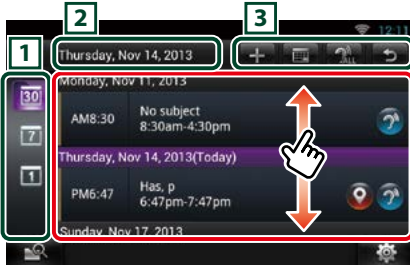 1
2
3
12:11
Thursday, Nov 14, 2013
ALL
Monday, Nov 11, 2013
30
AM8:30
No subject
8:30am-4:30pm
7
Thursday, Nov 14, 2013(Today)
1
PM6:47
Has, p
6:47pm-7:47pm
Sunday, Nov 17, 2013